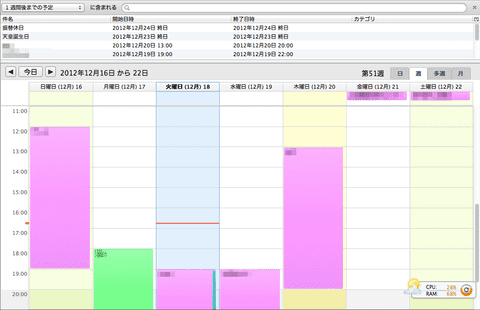 1 週間後までの予定 に含まれる
件名 開始日時 終了日時 カテゴリ
振替休日 2012年12月24日 終日 2012年12月24日 終日
天皇誕生日 2012年12月23日 終日 2012年12月23日 終日
2012年12月20日 13:00 2012年12月20日 20:00
2012年12月19日 19:00 2012年12月19日 22:00
今日 2012年12月16日 から 22日 第51週 日 週 多週 月
日曜日 (12月) 16 月曜日 (12月) 17 火曜日 (12月) 18 水曜日 (12月) 19 木曜日 (12月) 20 金曜日 (12月) 21 土曜日 (12月) 22
11:00
12:00
13:00
14:00
15:00
16:00
17:00
18:00
19:00
20:00
CPU: 24%
RAM: 68%